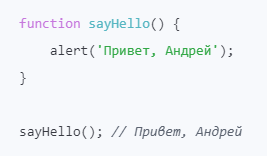 function sayHello() {
    alert('Привет, Андрей');
}

sayHello(); // Привет, Андрей